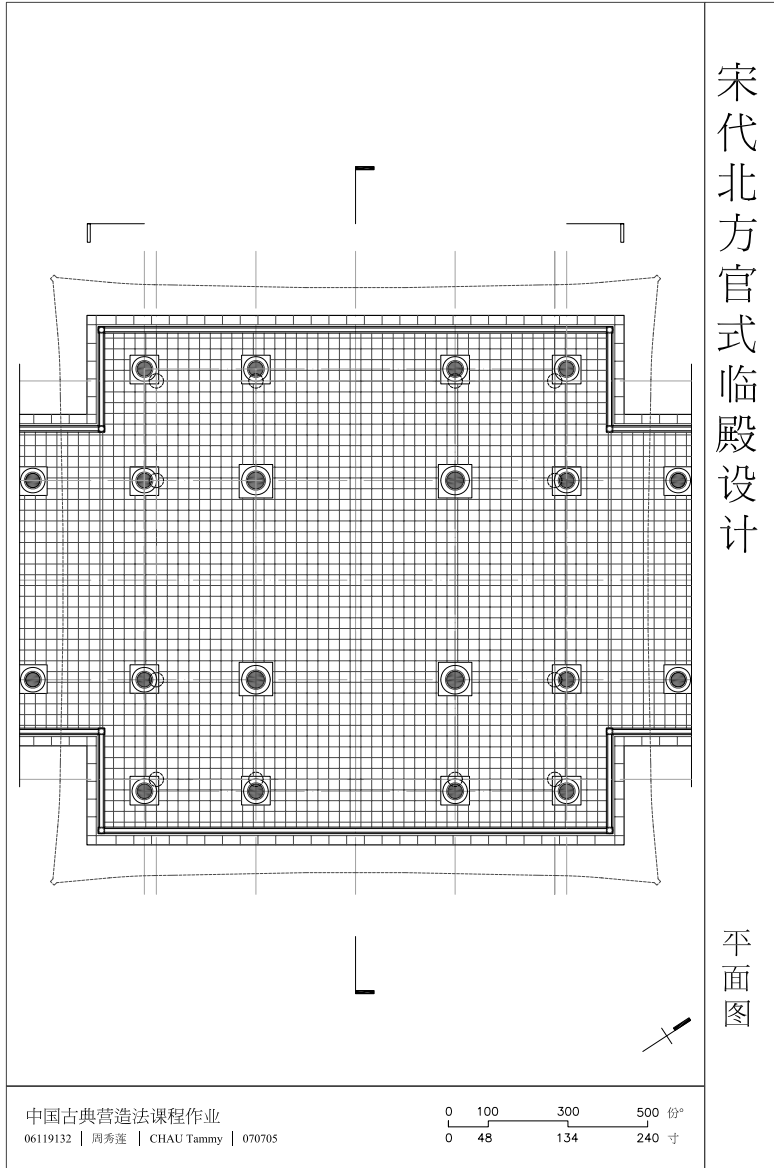 宋代北方官式临殿设计
平面图
中国古典营造法课程作业
06119132 | 周秀莲 | CHAU Tammy | 070705
0 100 300 500 份°
0 48 134 240 寸